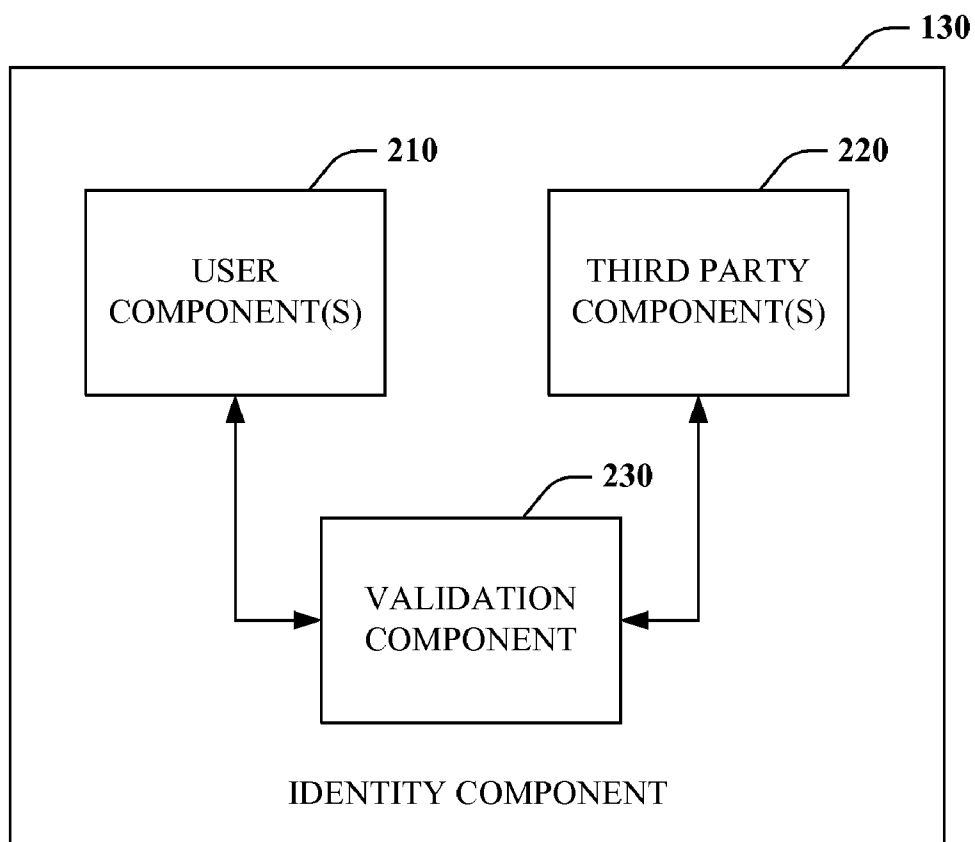 130
210
220
USER
COMPONENT(S)
THIRD PARTY
COMPONENT(S)
230
VALIDATION
COMPONENT
IDENTITY COMPONENT